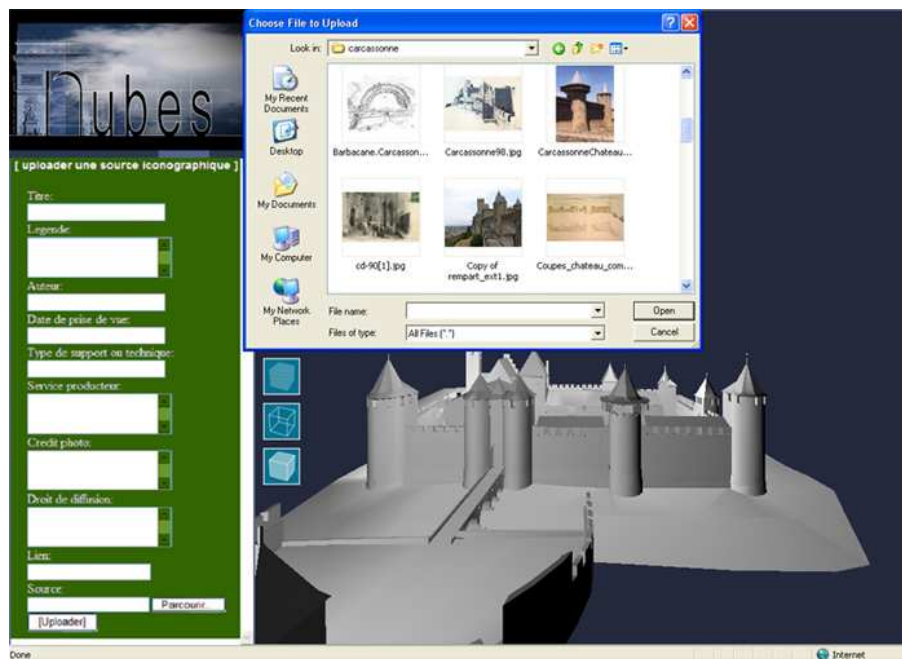 Nubes
[ uploader une source iconographique ]
Titre:
Legende:
Auteur:
Date de prise de vue:
Type de support ou technique:
Service producteur:
Credit photo:
Droit de diffusion:
Lien:
Source:
Parcourir...
[Uploader]
Choose File to Upload
Look in:
carcassonne
My Recent
Documents
Desktop
My Documents
My Computer
My Network
Places
Barbacane.Carcasson...
Carcassonne98.jpg
CarcassonneChateau...
cd-90[1].jpg
Copy of
rempart_ext1.jpg
Coupes_chateau_com...
File name:
Open
Files of type:
All Files (*.*)
Cancel
Done
Internet